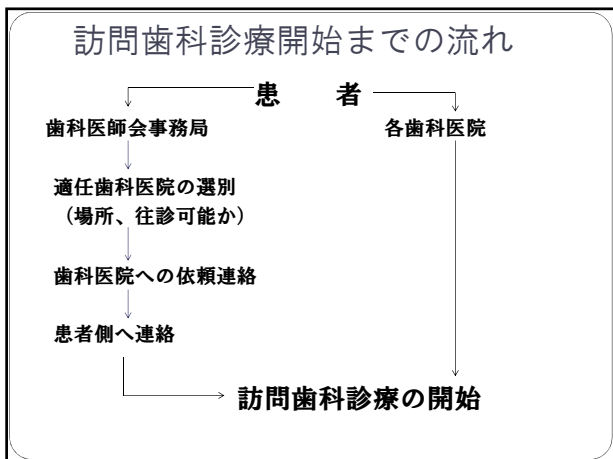 訪問歯科診療開始までの流れ
患　者
歯科医師会事務局
各歯科医院
適任歯科医院の選別
（場所、往診可能か）
歯科医院への依頼連絡
患者側へ連絡
訪問歯科診療の開始